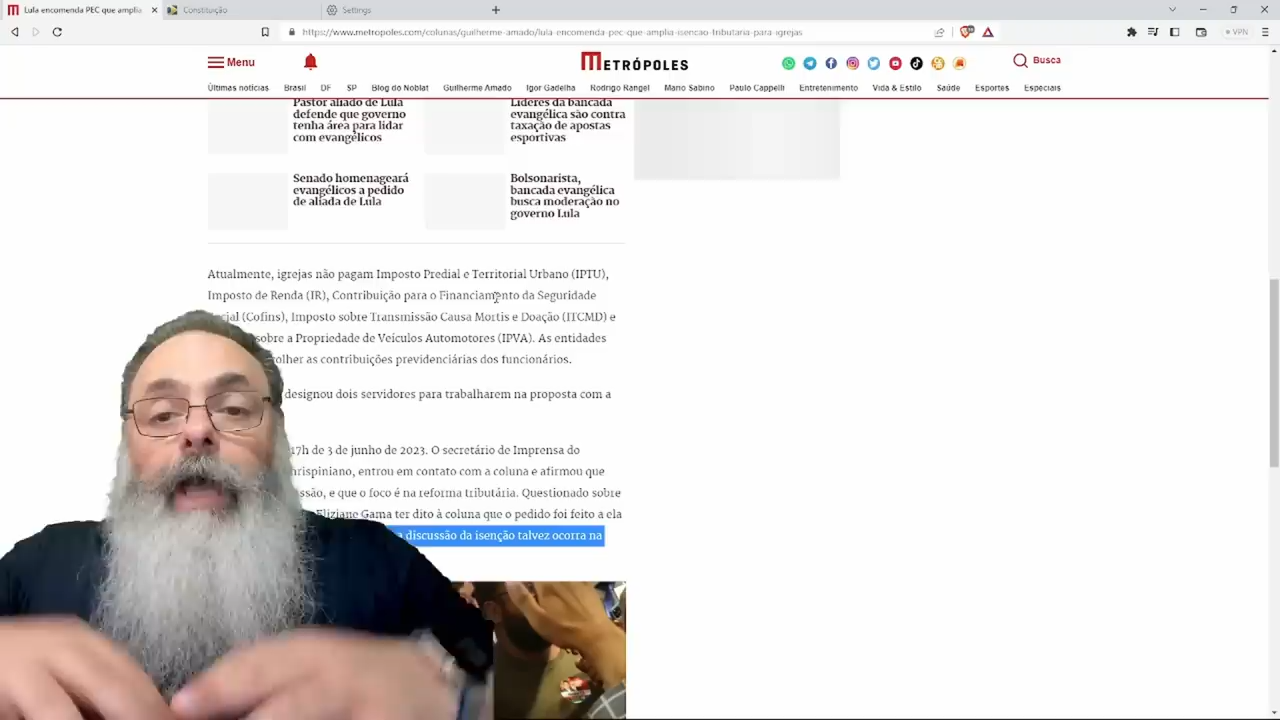 Lula encomenda PEC que amplia
Constituição
Settings
https://www.metropoles.com/colunas/guilherme-amado/lula-encomenda-pec-que-amplia-isencao-tributaria-para-igrejas
VPN
Menu
METRÓPOLES
Busca
Últimas notícias Brasil DF SP Blog do Noblat Guilherme Amado Igor Gadelha Rodrigo Rangel Mario Sabino Paulo Cappelli Entretenimento Vida & Estilo Saúde Esportes Especiais
Pastor aliado de Lula
defende que governo
tenha área para lidar
com evangélicos
Líderes da bancada
evangélica são contra
taxação de apostas
esportivas
Senado homenageará
evangélicos a pedido
de aliada de Lula
Bolsonarista,
bancada evangélica
busca moderação no
governo Lula
Atualmente, igrejas não pagam Imposto Predial e Territorial Urbano (IPTU),
Imposto de Renda (IR), Contribuição para o Financiamento da Seguridade
(Cofins), Imposto sobre Transmissão Causa Mortis e Doação (ITCMD) e
sobre a Propriedade de Veículos Automotores (IPVA). As entidades
as contribuições previdenciárias dos funcionários.
designou dois servidores para trabalharem na proposta com a
17h de 3 de junho de 2023. O secretário de Imprensa do
entrou em contato com a coluna e afirmou que
e que o foco é na reforma tributária. Questionado sobre
Eliziane Gama ter dito à coluna que o pedido foi feito a ela
a discussão da isenção talvez ocorra na